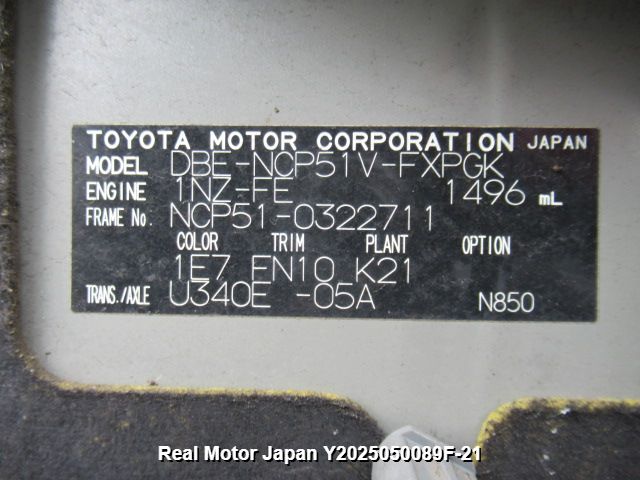 TOYOTA MOTOR CORPORATION JAPAN
MODEL DBE-NCP51V-FXPGK
ENGINE 1NZ-FE 1496 mL
FRAME No. NCP51-0322711
COLOR TRIM PLANT OPTION
1E7 FN10 K21
TRANS./AXLE U340E -05A N850
Real Motor Japan Y2025050089F-21